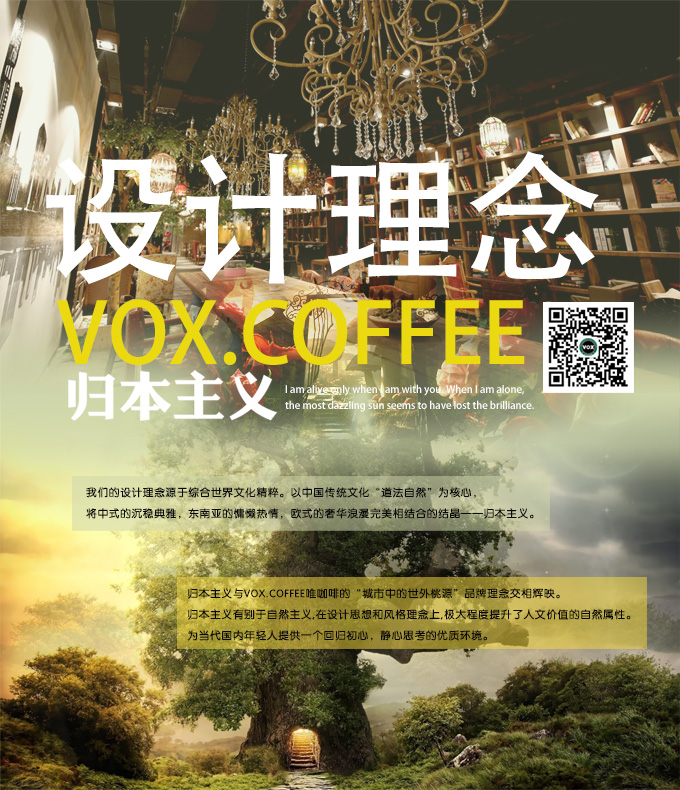 设计理念
VOX.COFFEE
VOX
归本主义
I am alive only when I am with you. When I am alone,
the most dazzling sun seems to have lost the brilliance.
我们的设计理念源于综合世界文化精粹。以中国传统文化“道法自然”为核心，
将中式的沉稳典雅，东南亚的慵懒热情，欧式的奢华浪漫完美相结合的结晶——归本主义。
归本主义与VOX.COFFEE唯咖啡的“城市中的世外桃源”品牌理念交相辉映。
归本主义有别于自然主义,在设计思想和风格理念上,极大程度提升了人文价值的自然属性。
为当代国内年轻人提供一个回归初心，静心思考的优质环境。